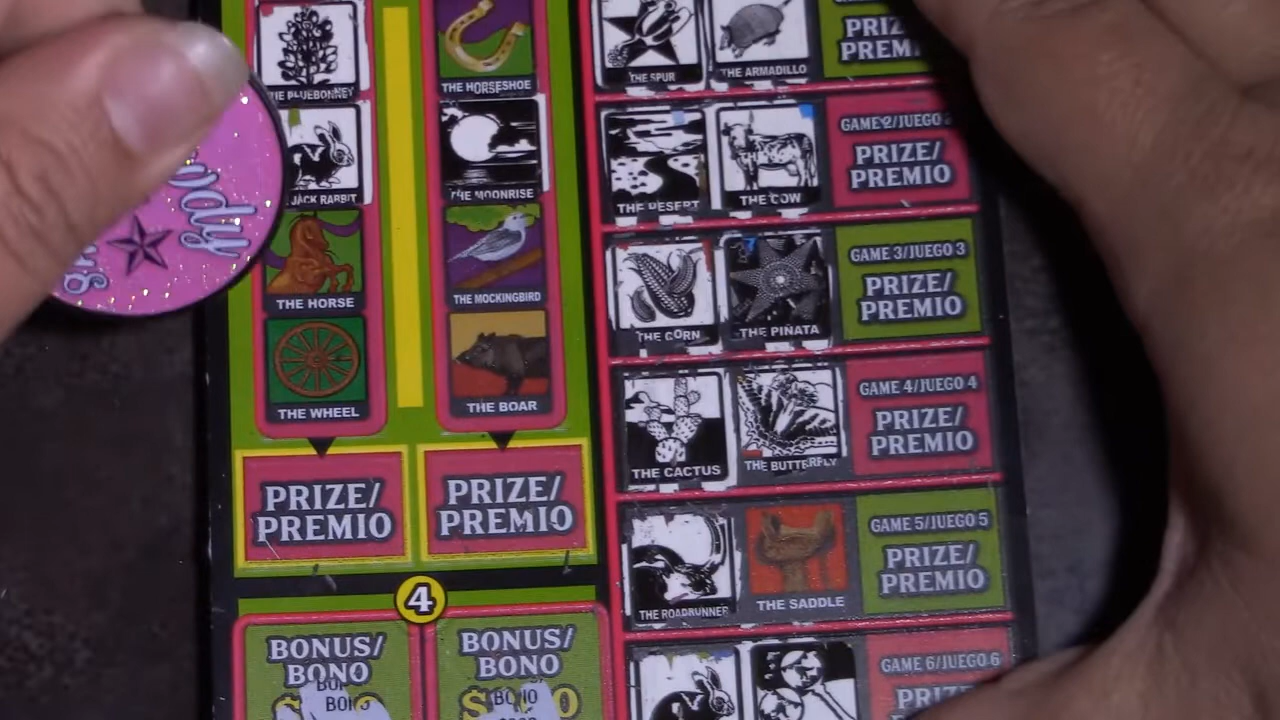 THE BLUEBONNEY
JACK RABBIT
THE HORSE
THE WHEEL
PRIZE/
PREMIO
THE HORSESHOE
THE MOONRISE
THE MOCKINGBIRD
THE BOAR
PRIZE/
PREMIO
4
BONUS/
BONO
BONUS/
BONO
BONO
THE SPUR
THE ARMADILLO
PRIZE/
THE DESERT
THE COW
GAME 2/JUEGO
PRIZE/
PREMIO
THE CORN
THE PIÑATA
GAME 3/JUEGO 3
PRIZE/
PREMIO
THE CACTUS
THE BUTTERFLY
GAME 4/JUEGO 4
PRIZE/
PREMIO
THE ROADRUNNER
THE SADDLE
GAME 5/JUEGO 5
PRIZE/
PREMIO
GAME 6/JUEGO 6